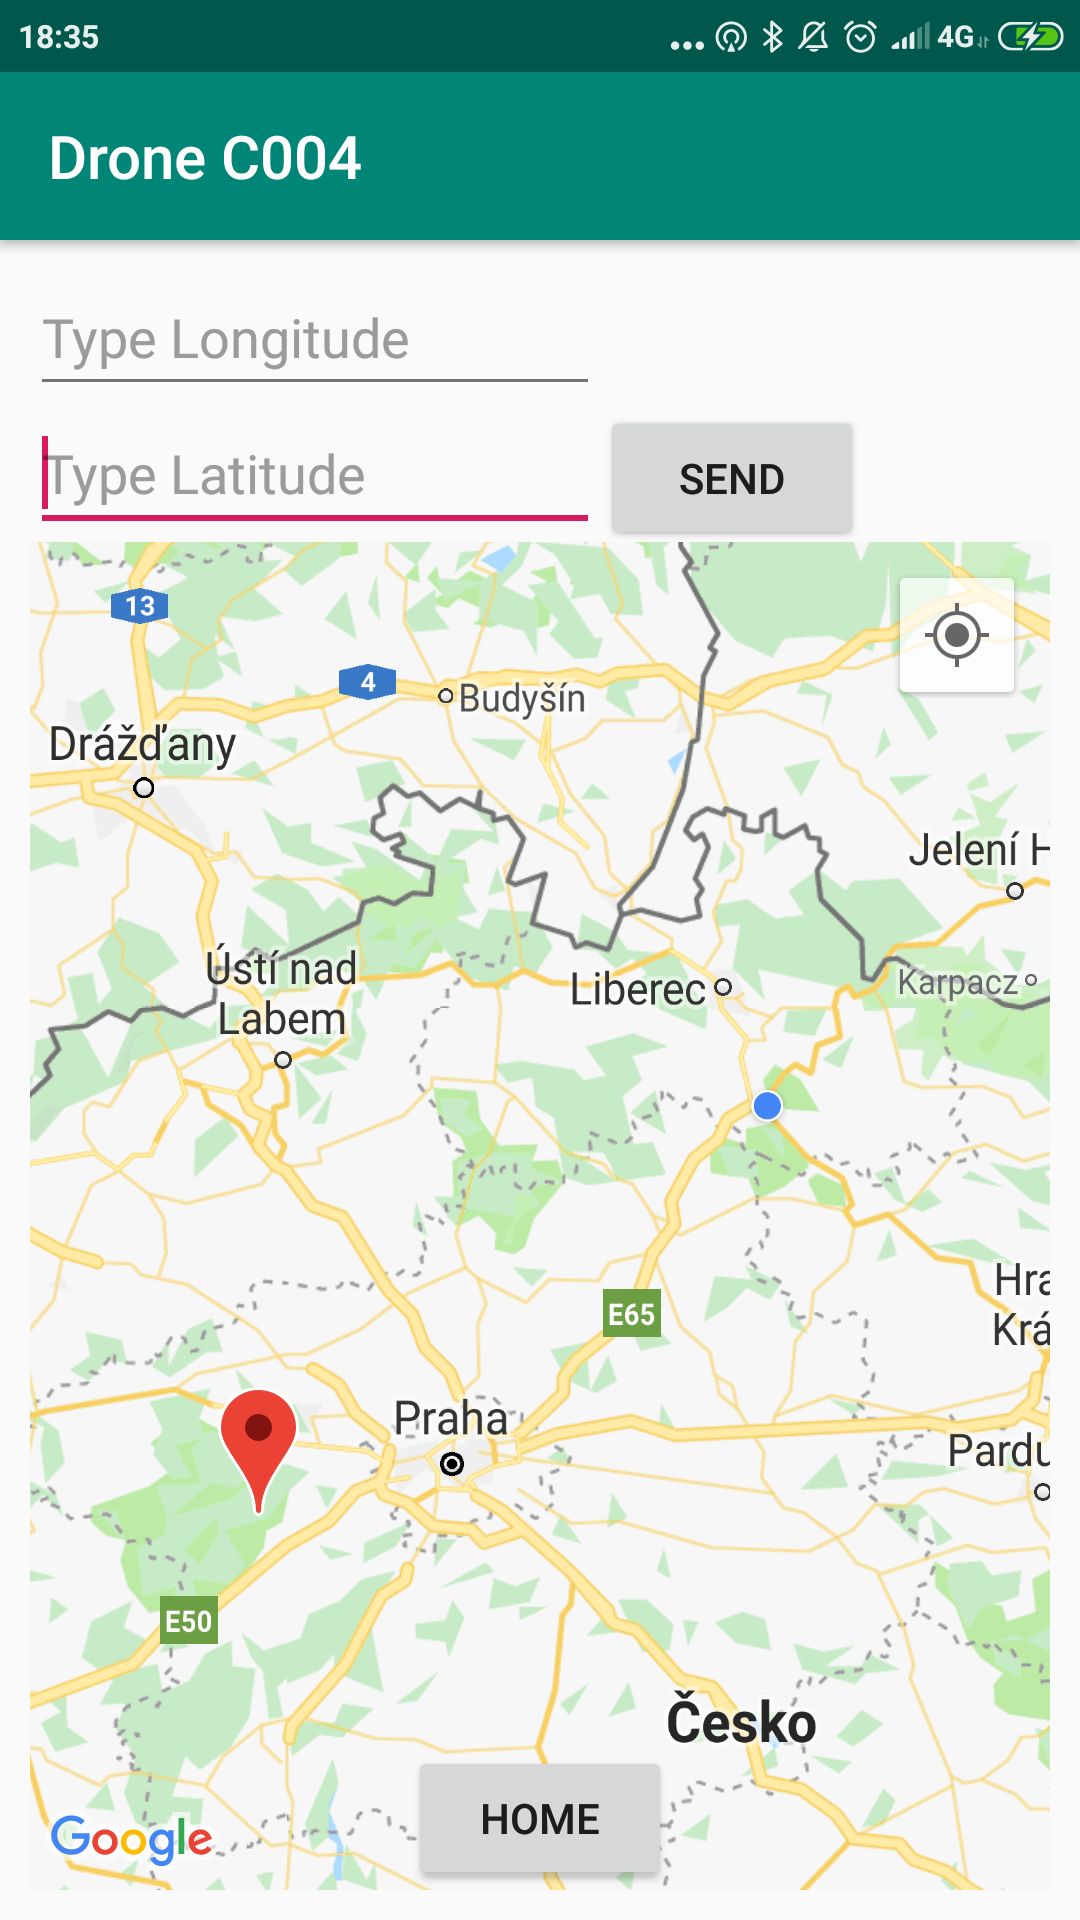 18:35
4G
Drone C004
Type Longitude
Type Latitude
SEND
13
4
Budyšín
Drážďany
Jelení H
Ústí nad
Labem
Liberec
Karpacz
Hra
Krá
E65
Praha
Pardu
E50
Česko
HOME
Google